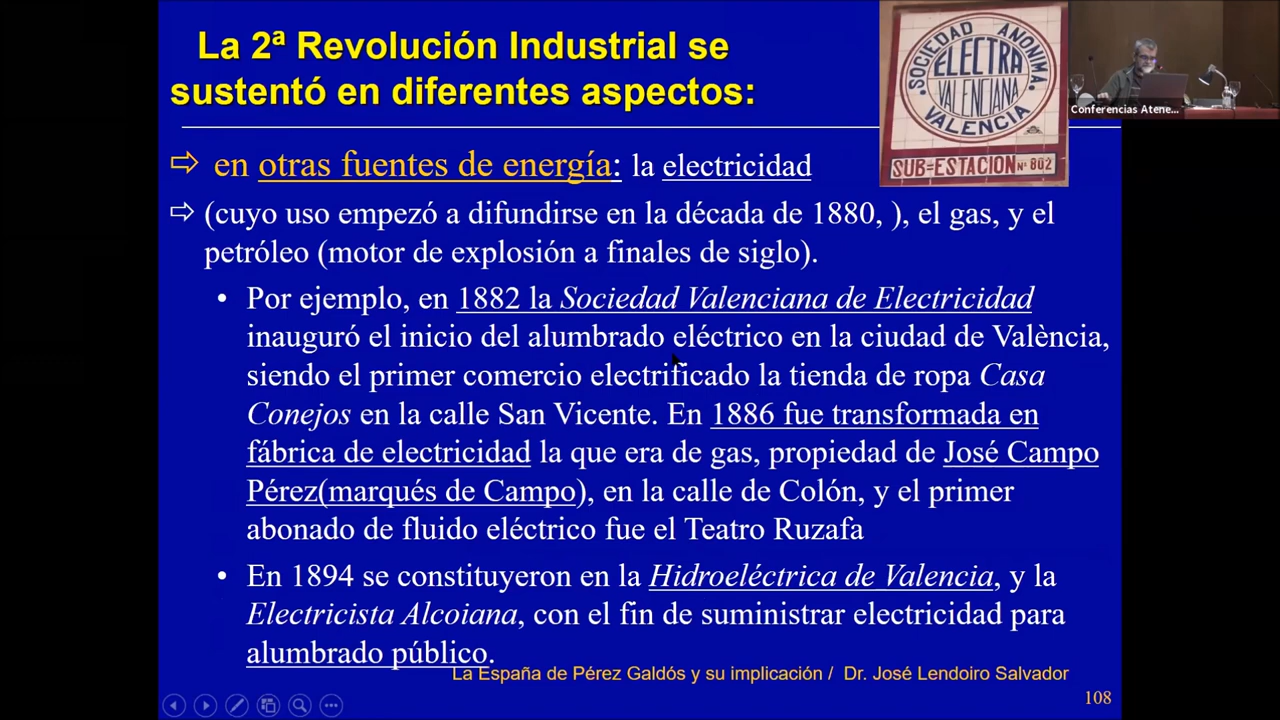 La 2ª Revolución Industrial se
sustentó en diferentes aspectos:
SOCIEDAD ANÓNIMA
ELECTRA
VALENCIANA
VALENCIA
SUB-ESTACION Nº 802
Conferencias Atene...
⇨ en otras fuentes de energía: la electricidad
⇨ (cuyo uso empezó a difundirse en la década de 1880, ), el gas, y el
petróleo (motor de explosión a finales de siglo).
• Por ejemplo, en 1882 la Sociedad Valenciana de Electricidad
inauguró el inicio del alumbrado eléctrico en la ciudad de València,
siendo el primer comercio electrificado la tienda de ropa Casa
Conejos en la calle San Vicente. En 1886 fue transformada en
fábrica de electricidad la que era de gas, propiedad de José Campo
Pérez(marqués de Campo), en la calle de Colón, y el primer
abonado de fluido eléctrico fue el Teatro Ruzafa
• En 1894 se constituyeron en la Hidroeléctrica de Valencia, y la
Electricista Alcoiana, con el fin de suministrar electricidad para
alumbrado público.
La España de Pérez Galdós y su implicación / Dr. José Lendoiro Salvador
108